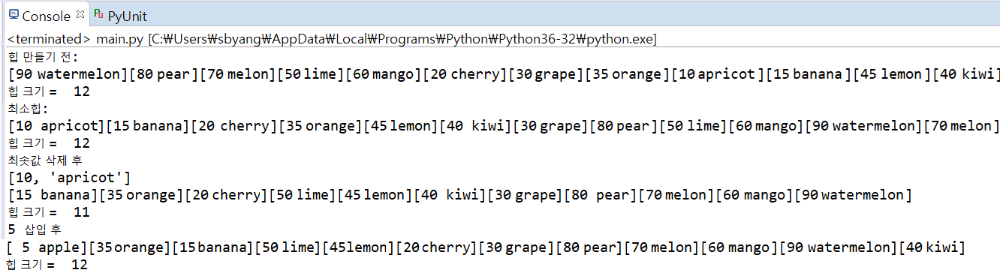 Console PyUnit
<terminated> main.py [C:₩Users₩sbyang₩AppData₩Local₩Programs₩Python₩Python36-32₩python.exe]
힙 만들기 전:
[90 watermelon][80 pear][70 melon][50 lime][60 mango][20 cherry][30 grape][35 orange][10 apricot][15 banana][45 lemon][40 kiwi]
힙 크기 = 12
최소힙:
[10 apricot][15 banana][20 cherry][35 orange][45 lemon][40 kiwi][30 grape][80 pear][50 lime][60 mango][90 watermelon][70 melon]
힙 크기 = 12
최솟값 삭제 후
[10, 'apricot']
[15 banana][35 orange][20 cherry][50 lime][45 lemon][40 kiwi][30 grape][80 pear][70 melon][60 mango][90 watermelon]
힙 크기 = 11
5 삽입 후
[ 5 apple][35 orange][15 banana][50 lime][45 lemon][20 cherry][30 grape][80 pear][70 melon][60 mango][90 watermelon][40 kiwi]
힙 크기 = 12